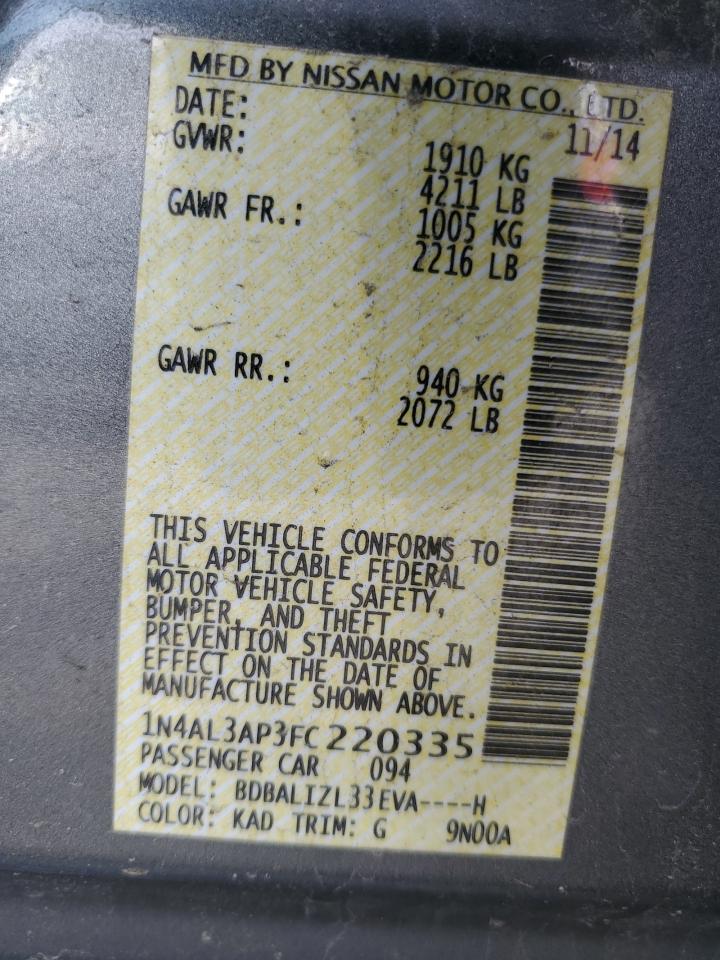 MFD BY NISSAN MOTOR CO., LTD.
DATE: 11/14
GVWR: 1910 KG
4211 LB
GAWR FR.: 1005 KG
2216 LB
GAWR RR.: 940 KG
2072 LB
THIS VEHICLE CONFORMS TO
ALL APPLICABLE FEDERAL
MOTOR VEHICLE SAFETY,
BUMPER, AND THEFT
PREVENTION STANDARDS IN
EFFECT ON THE DATE OF
MANUFACTURE SHOWN ABOVE.
1N4AL3AP3FC220335
PASSENGER CAR 094
MODEL: BDBALIZL33EVA----H
COLOR: KAD TRIM: G 9N00A